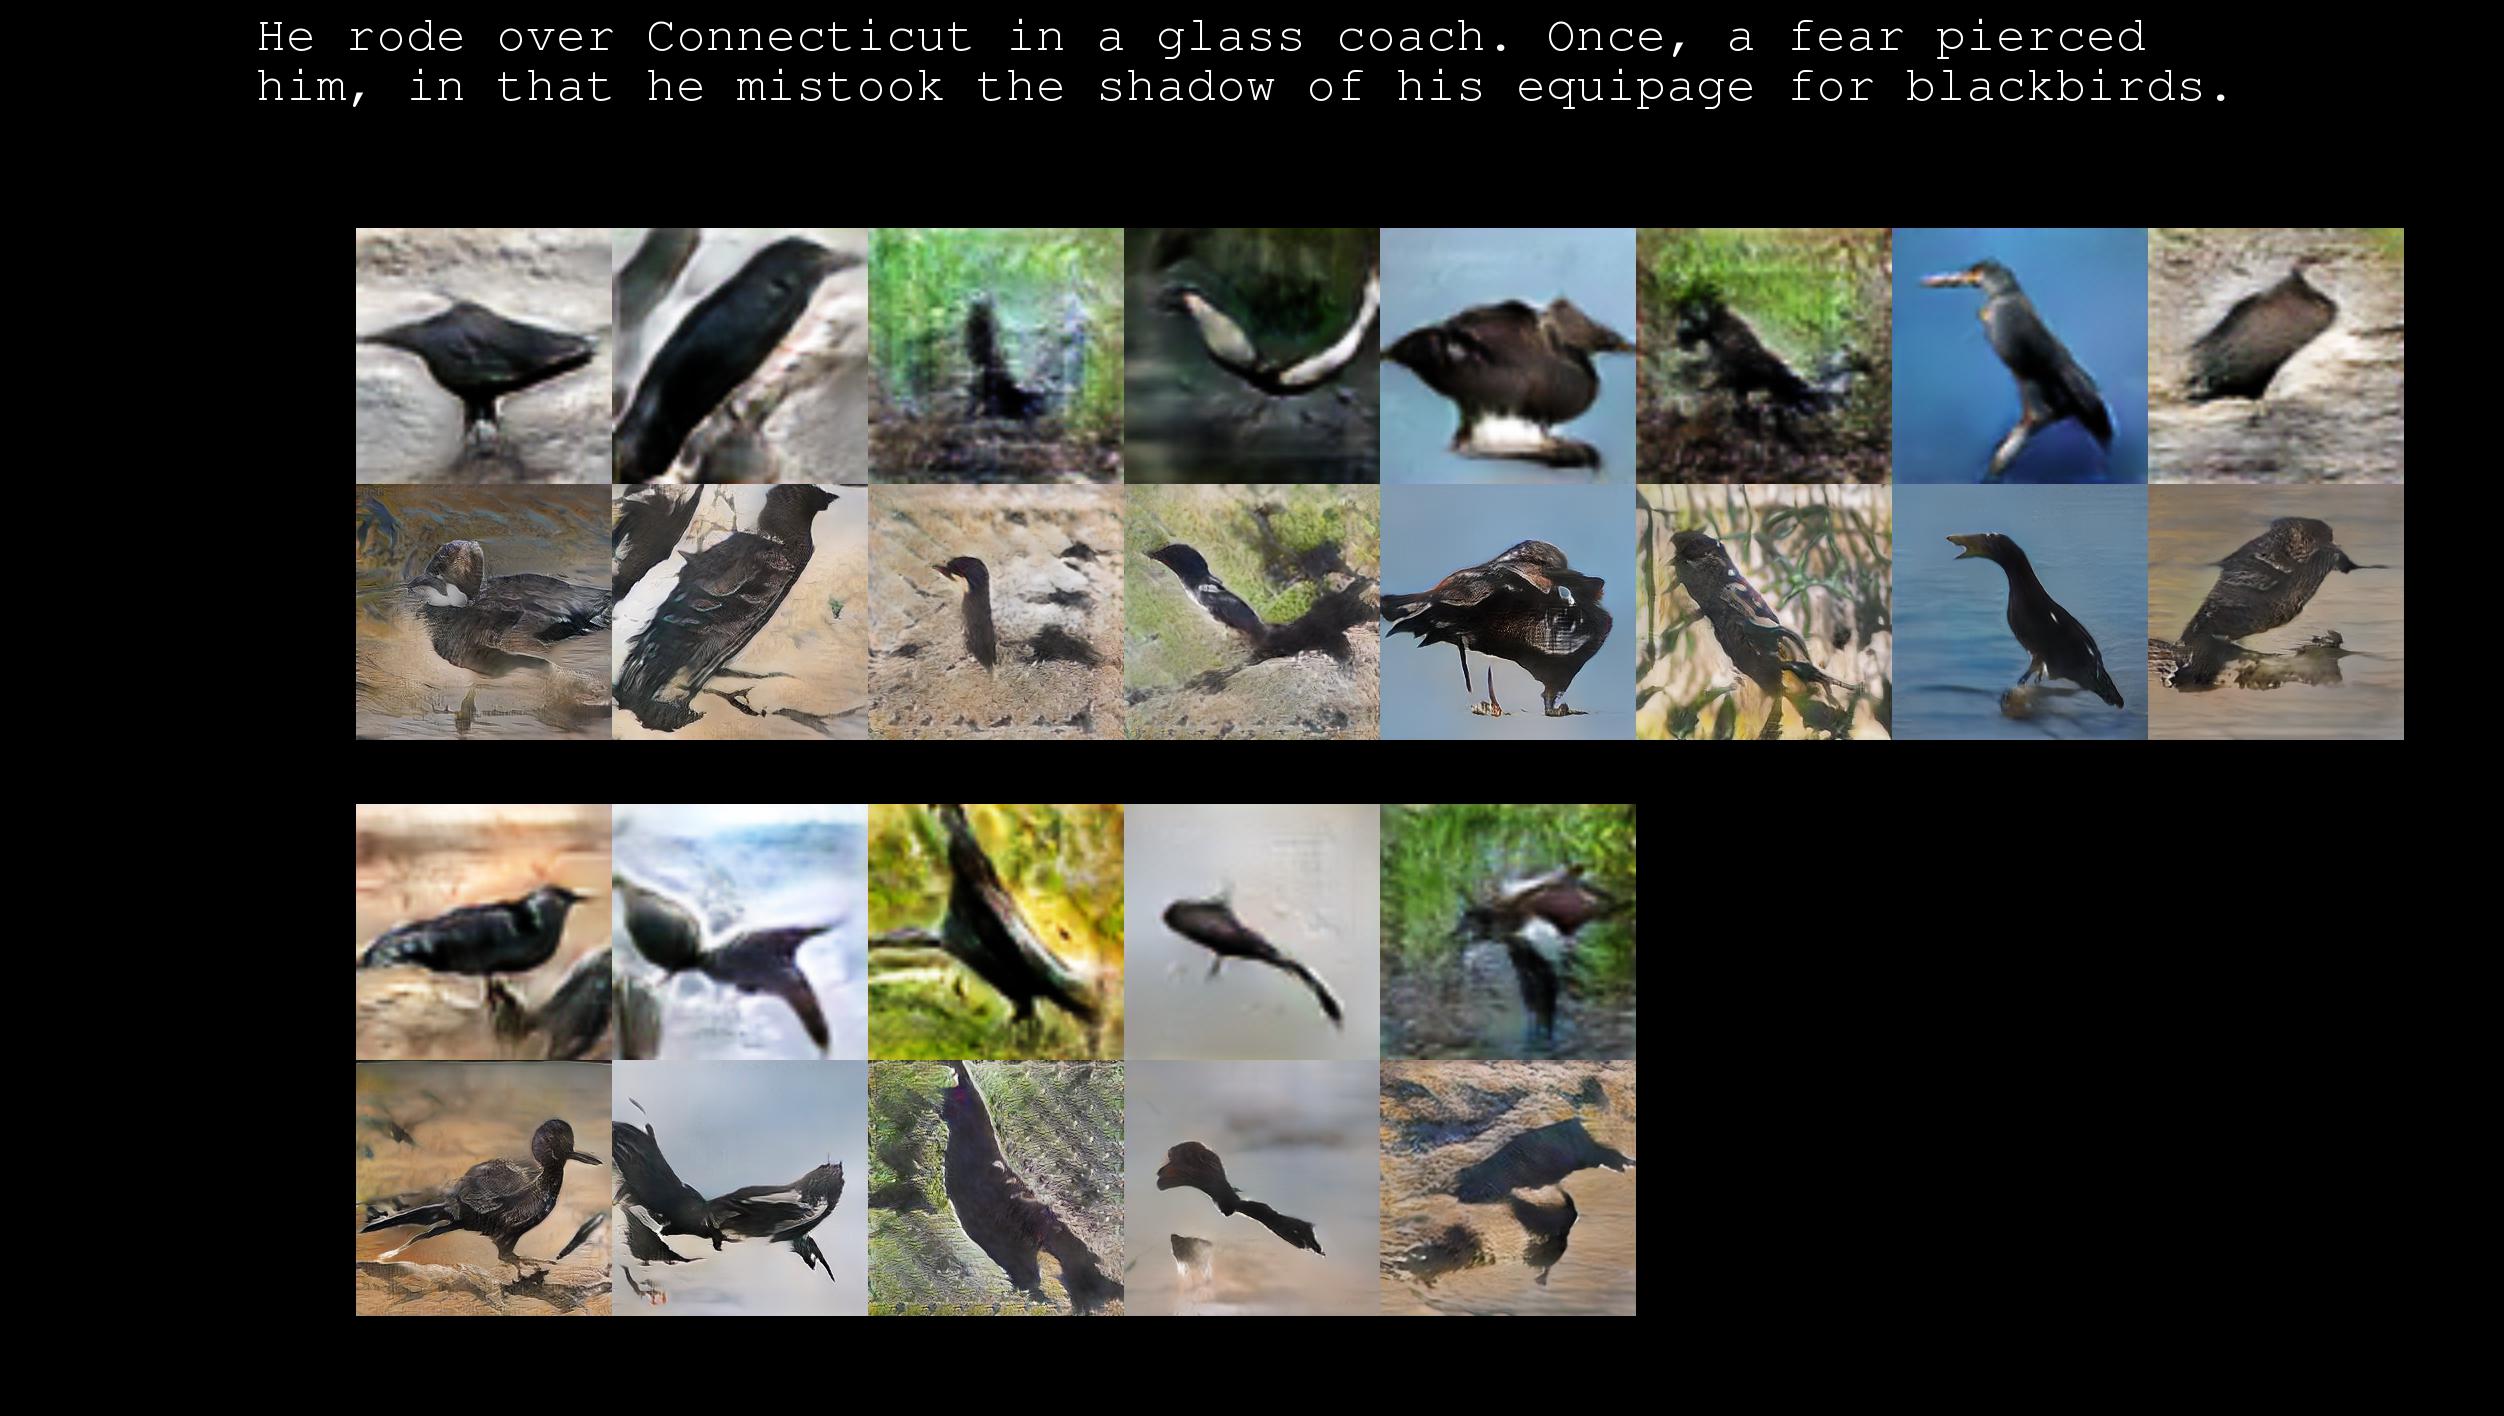 He rode over Connecticut in a glass coach. Once, a fear pierced
him, in that he mistook the shadow of his equipage for blackbirds.